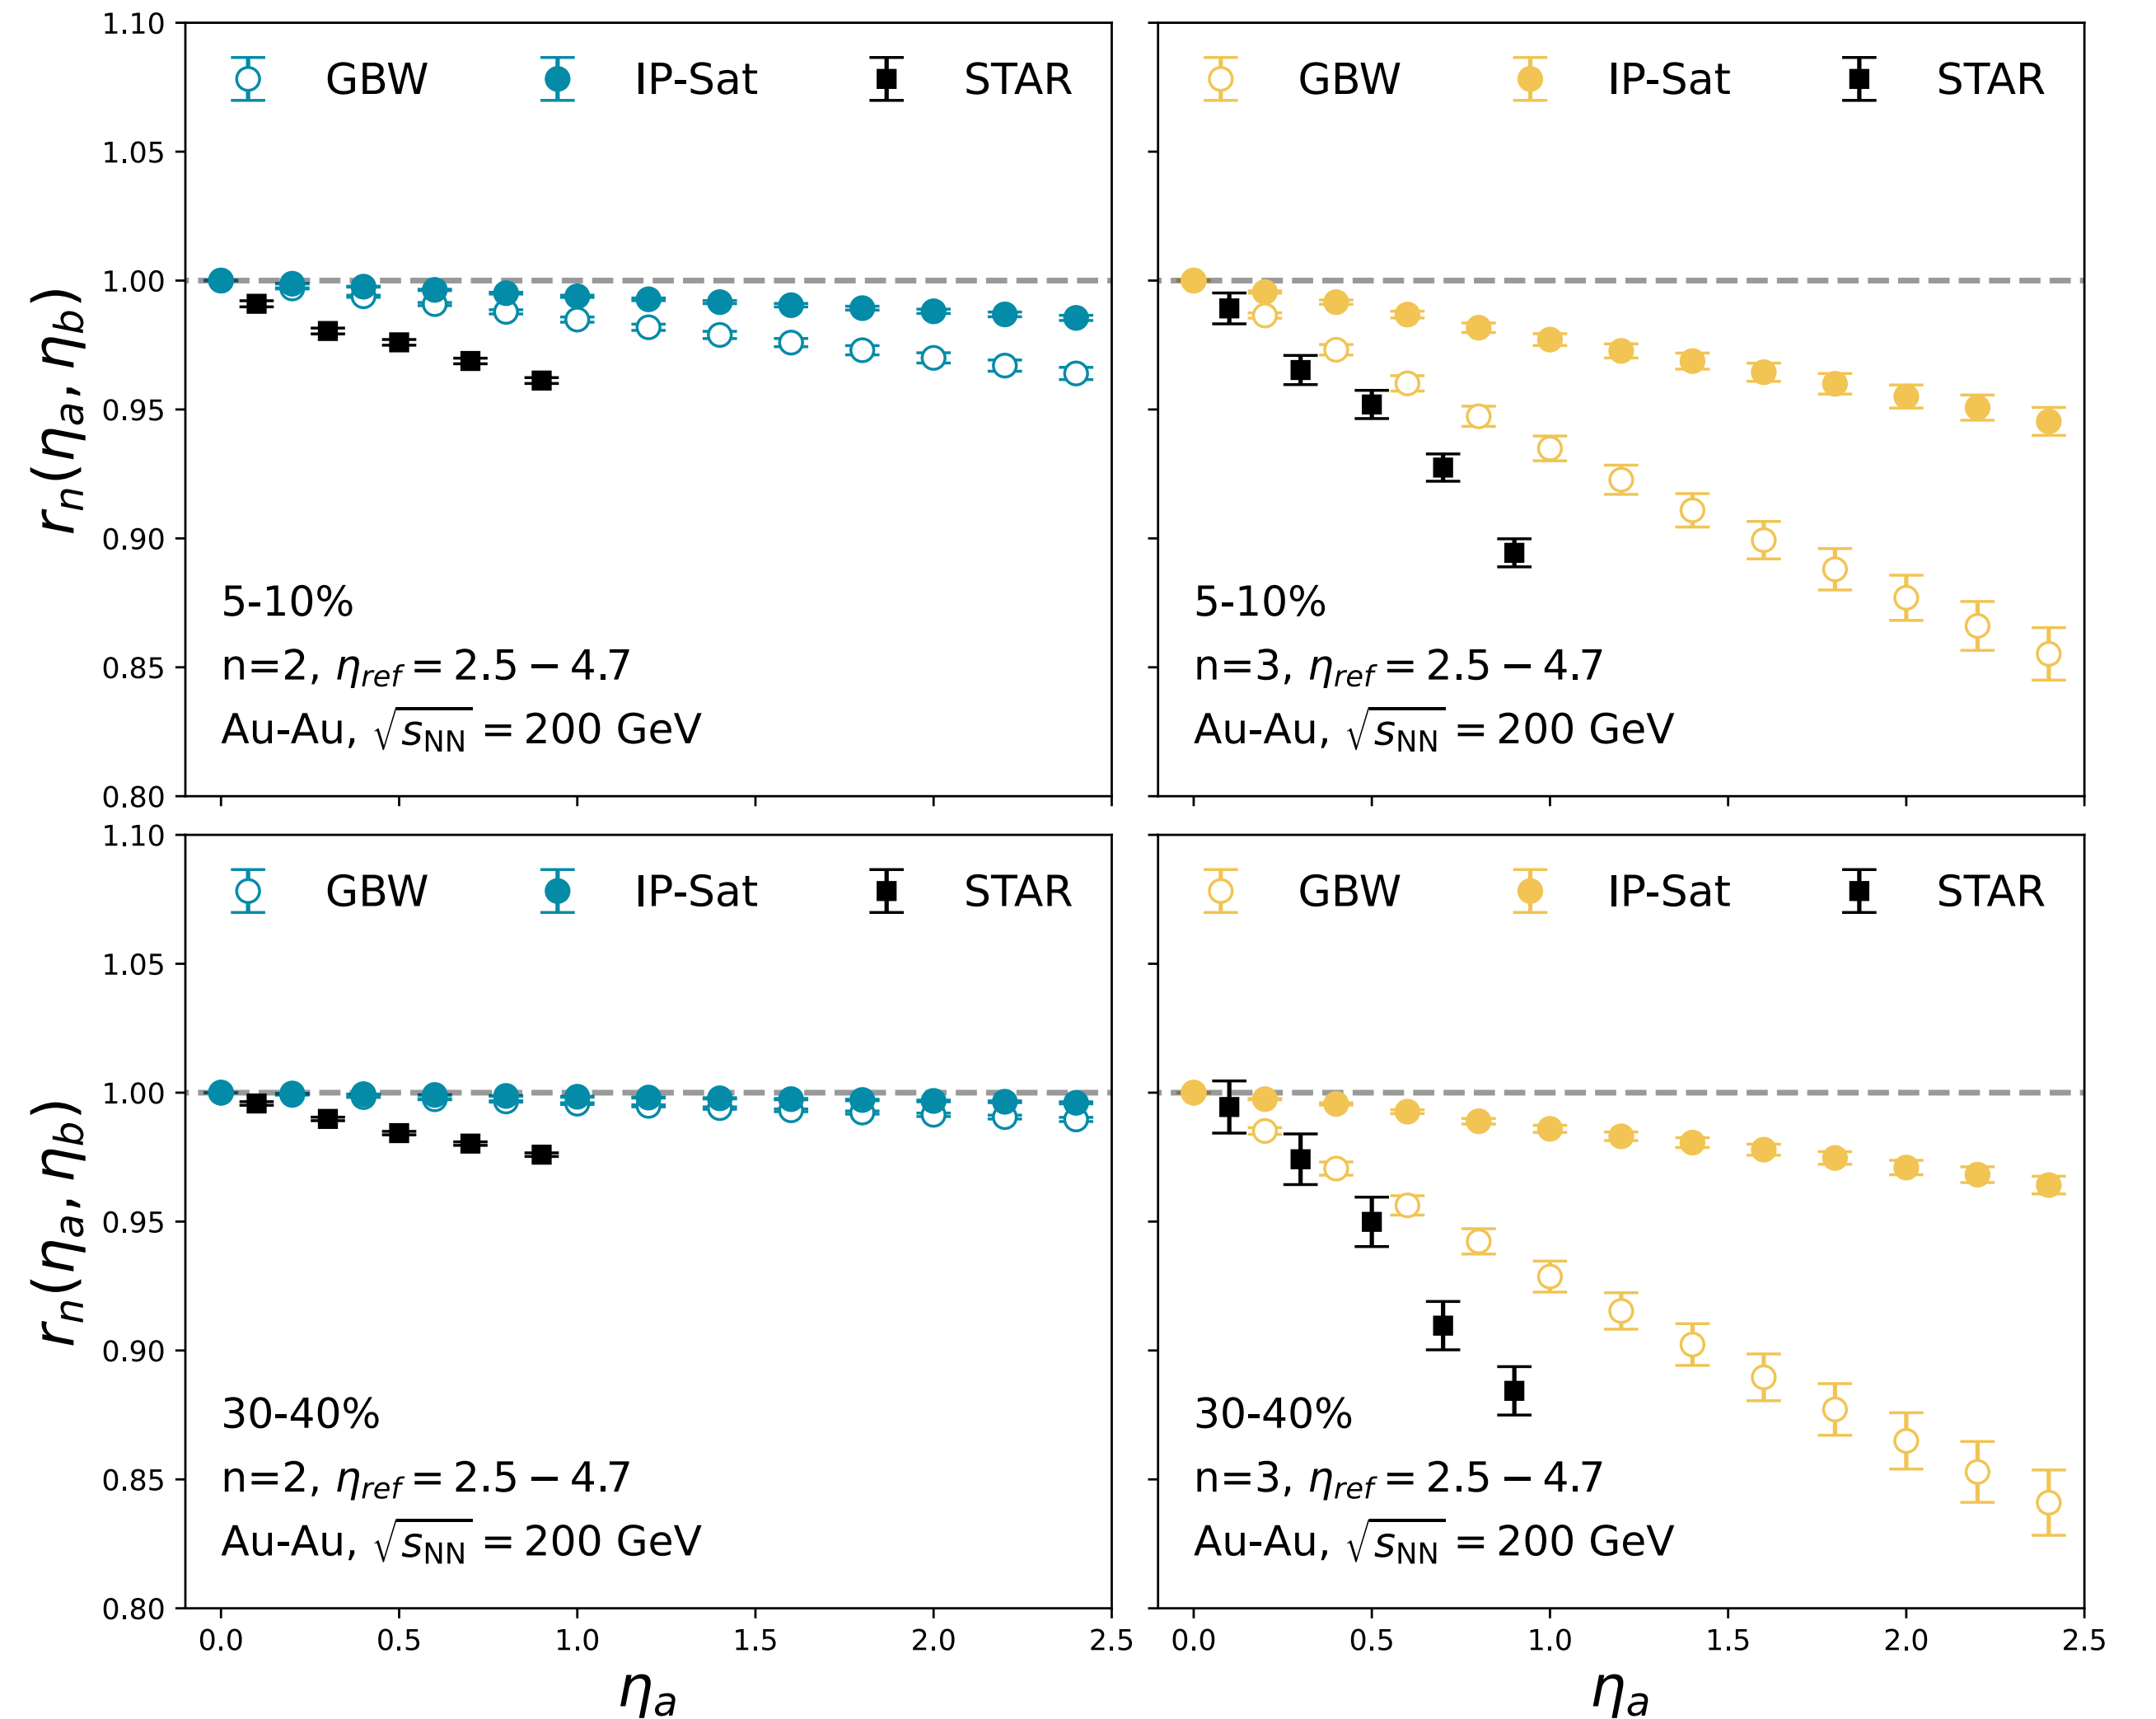 1.10
1.05
1.00
0.95
0.90
0.85
0.80
rₙ(ηₐ, η_b)
GBW IP-Sat STAR
5-10%
n=2, η_ref = 2.5 − 4.7
Au-Au, √s_NN = 200 GeV
GBW IP-Sat STAR
5-10%
n=3, η_ref = 2.5 − 4.7
Au-Au, √s_NN = 200 GeV
1.10
1.05
1.00
0.95
0.90
0.85
0.80
rₙ(ηₐ, η_b)
GBW IP-Sat STAR
30-40%
n=2, η_ref = 2.5 − 4.7
Au-Au, √s_NN = 200 GeV
0.0 0.5 1.0 1.5 2.0 2.5
ηₐ
GBW IP-Sat STAR
30-40%
n=3, η_ref = 2.5 − 4.7
Au-Au, √s_NN = 200 GeV
0.0 0.5 1.0 1.5 2.0 2.5
ηₐ